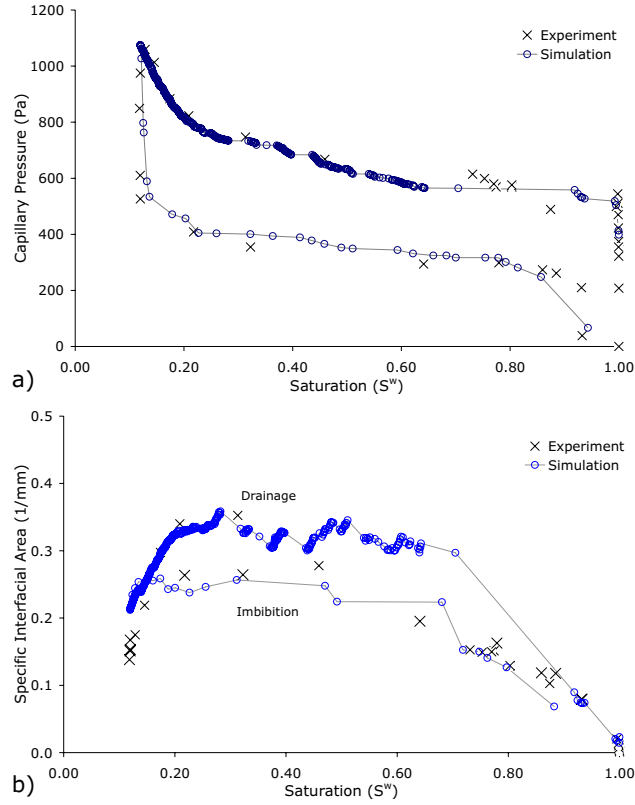 1200
1000
800
600
400
200
0
0.00 0.20 0.40 0.60 0.80 1.00
Capillary Pressure (Pa)
Saturation (Sʷ)
Experiment
Simulation
a)
0.5
0.4
0.3
0.2
0.1
0.0
0.00 0.20 0.40 0.60 0.80 1.00
Specific Interfacial Area (1/mm)
Saturation (Sʷ)
Experiment
Simulation
Drainage
Imbibition
b)